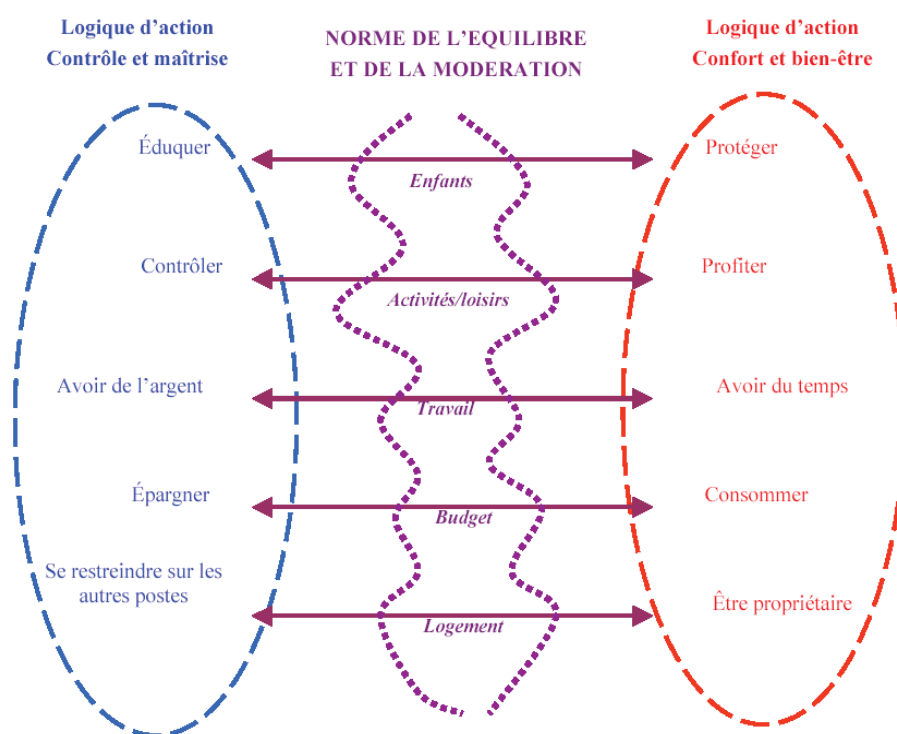 Logique d'action
Contrôle et maîtrise
NORME DE L'EQUILIBRE
ET DE LA MODERATION
Logique d'action
Confort et bien-être
Éduquer
Enfants
Protéger
Contrôler
Activités/loisirs
Profiter
Avoir de l'argent
Travail
Avoir du temps
Épargner
Budget
Consommer
Se restreindre sur les
autres postes
Logement
Être propriétaire